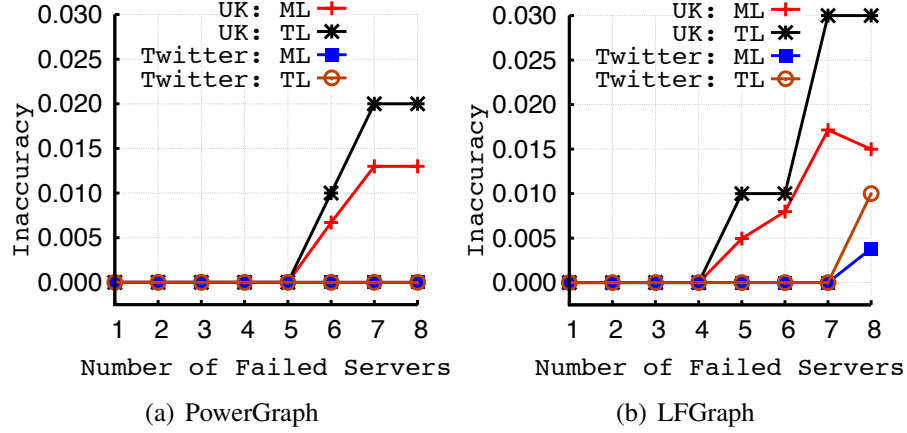 UK: ML
UK: TL
Twitter: ML
Twitter: TL
0.030
0.025
0.020
0.015
0.010
0.005
0.000
Inaccuracy
1 2 3 4 5 6 7 8
Number of Failed Servers
(a) PowerGraph
UK: ML
UK: TL
Twitter: ML
Twitter: TL
0.030
0.025
0.020
0.015
0.010
0.005
0.000
Inaccuracy
1 2 3 4 5 6 7 8
Number of Failed Servers
(b) LFGraph